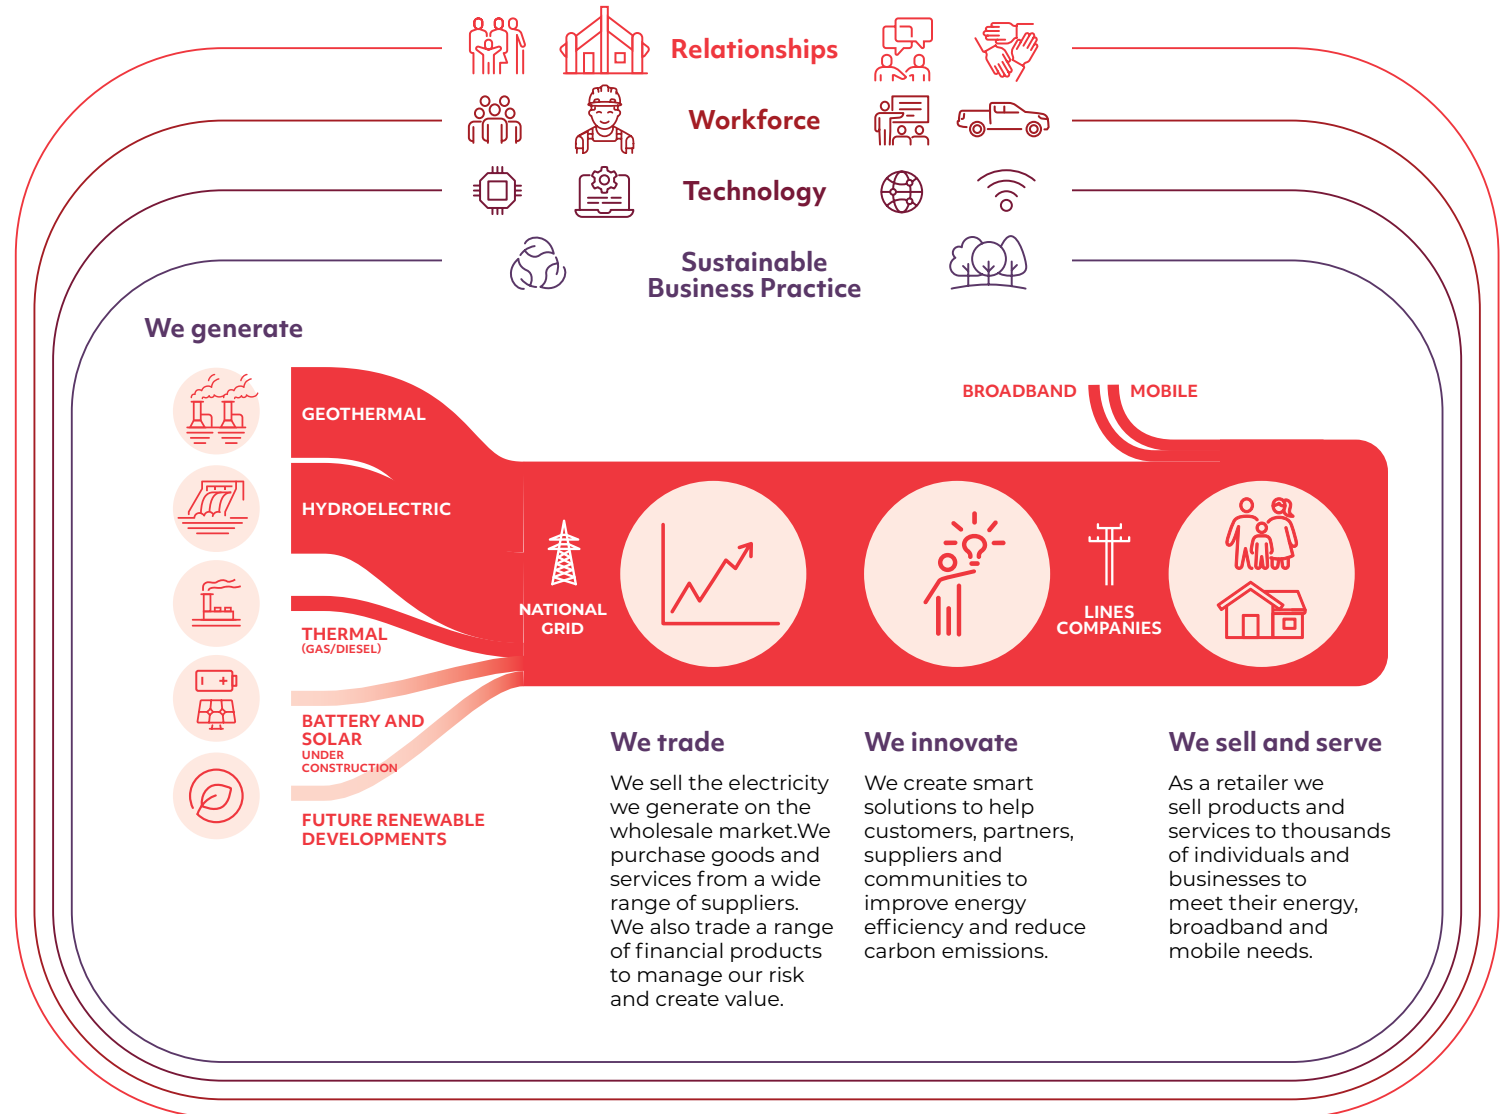 Relationships
Workforce
Technology
Sustainable
Business Practice
We generate
GEOTHERMAL
HYDROELECTRIC
THERMAL
(GAS/DIESEL)
BATTERY AND
SOLAR
UNDER
CONSTRUCTION
FUTURE RENEWABLE
DEVELOPMENTS
NATIONAL
GRID
BROADBAND
MOBILE
LINES
COMPANIES
We trade
We sell the electricity
we generate on the
wholesale market.We
purchase goods and
services from a wide
range of suppliers.
We also trade a range
of financial products
to manage our risk
and create value.
We innovate
We create smart
solutions to help
customers, partners,
suppliers and
communities to
improve energy
efficiency and reduce
carbon emissions.
We sell and serve
As a retailer we
sell products and
services to thousands
of individuals and
businesses to
meet their energy,
broadband and
mobile needs.